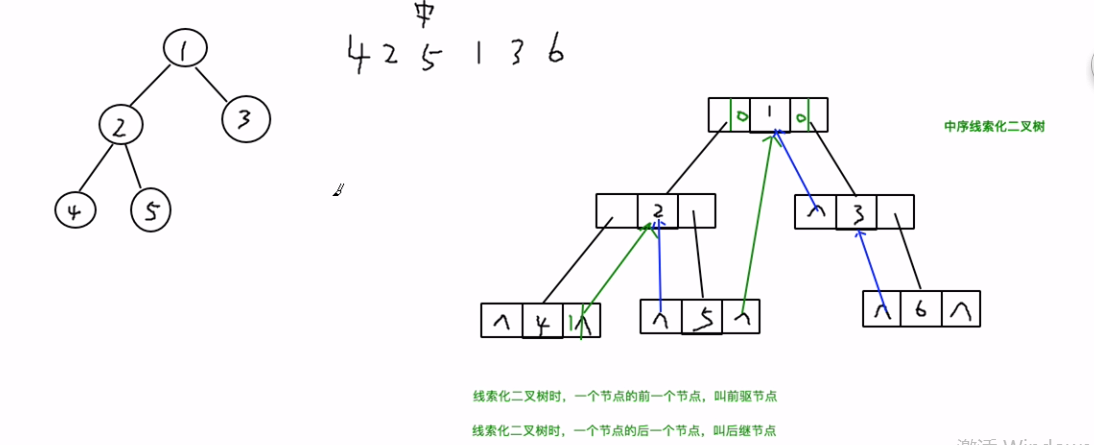 中
4 2 5 1 3 6
1
2
3
4
5
0 1 0
中序线索化二叉树
2
^ 3
^ 4 1 ^
^ 5 ^
^ 6 ^
线索化二叉树时，一个节点的前一个节点，叫前驱节点
线索化二叉树时，一个节点的后一个节点，叫后继节点
激活 Windows